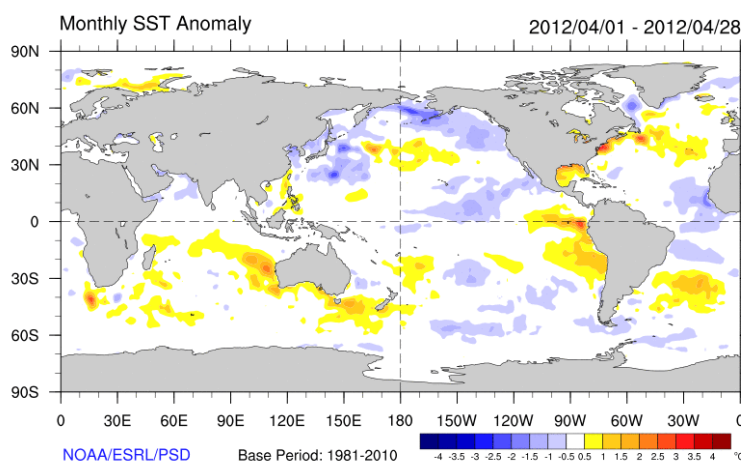 Monthly SST Anomaly 2012/04/01 - 2012/04/28
90N
60N
30N
0
30S
60S
90S
0 30E 60E 90E 120E 150E 180 150W 120W 90W 60W 30W 0
NOAA/ESRL/PSD Base Period: 1981-2010
-4 -3.5 -3 -2.5 -2 -1.5 -1 -0.5 0.5 1 1.5 2 2.5 3 3.5 4 °C